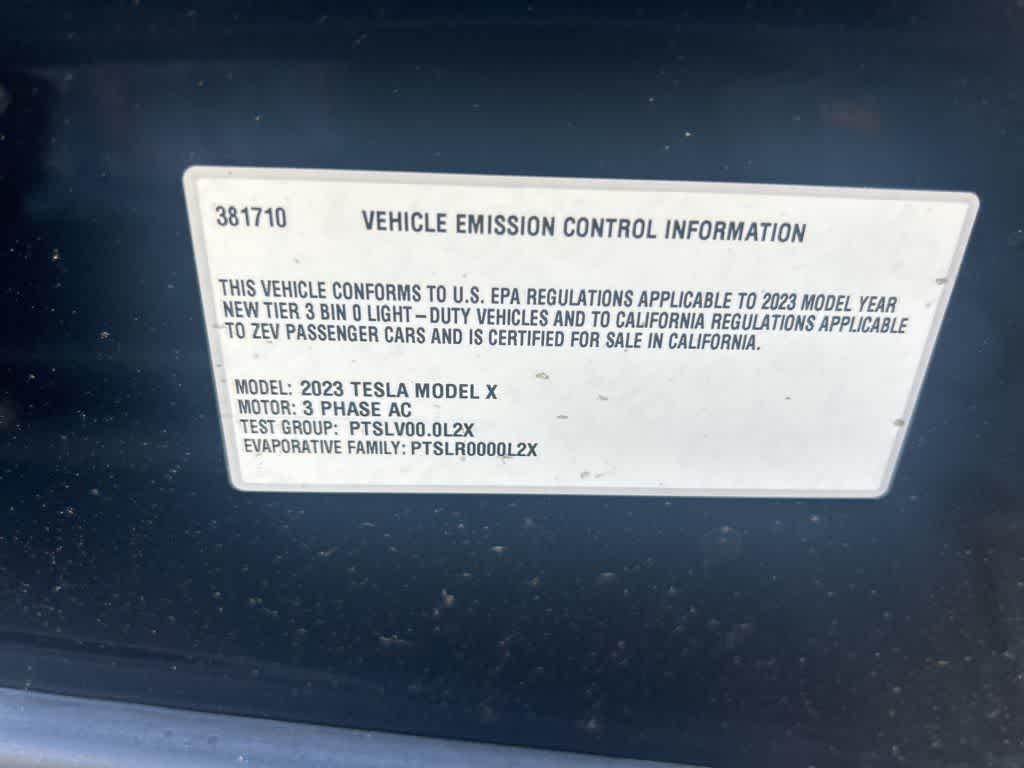 381710 VEHICLE EMISSION CONTROL INFORMATION
THIS VEHICLE CONFORMS TO U.S. EPA REGULATIONS APPLICABLE TO 2023 MODEL YEAR
NEW TIER 3 BIN 0 LIGHT-DUTY VEHICLES AND TO CALIFORNIA REGULATIONS APPLICABLE
TO ZEV PASSENGER CARS AND IS CERTIFIED FOR SALE IN CALIFORNIA.
MODEL: 2023 TESLA MODEL X
MOTOR: 3 PHASE AC
TEST GROUP: PTSLV00.0L2X
EVAPORATIVE FAMILY: PTSLR0000L2X